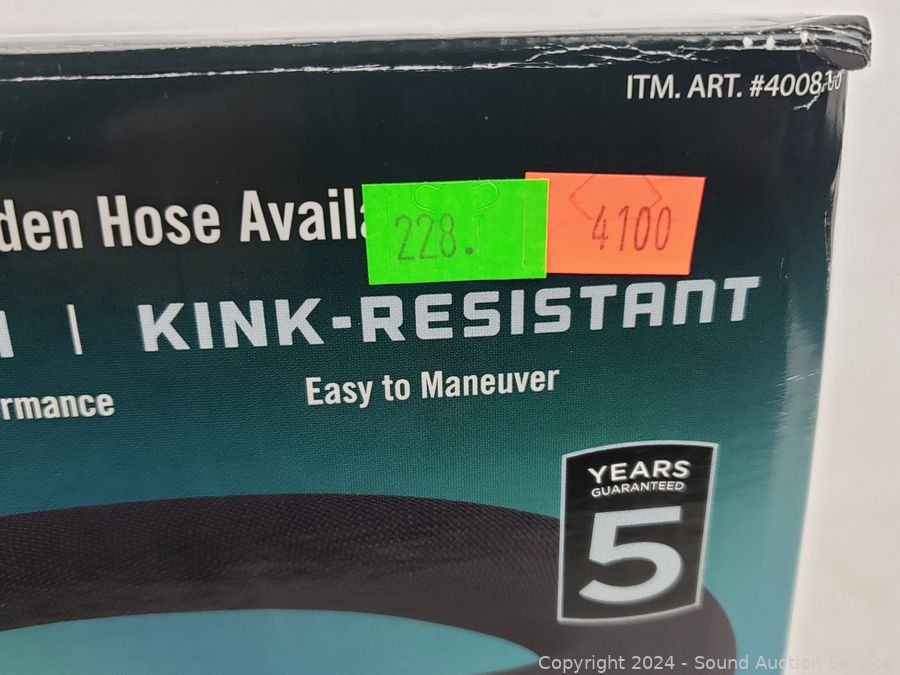 ITM. ART. #4008
den Hose Availa
228.
4100
| KINK-RESISTANT
rmance
Easy to Maneuver
YEARS
GUARANTEED
5
Copyright 2024 - Sound Auction Service